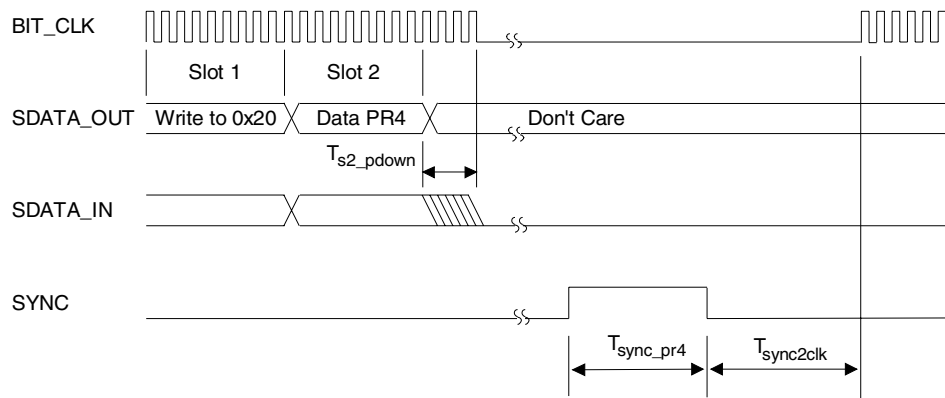 BIT_CLK
Slot 1 Slot 2
SDATA_OUT Write to 0x20 Data PR4 Don't Care
Ts2_pdown
SDATA_IN
SYNC
Tsync_pr4 Tsync2clk